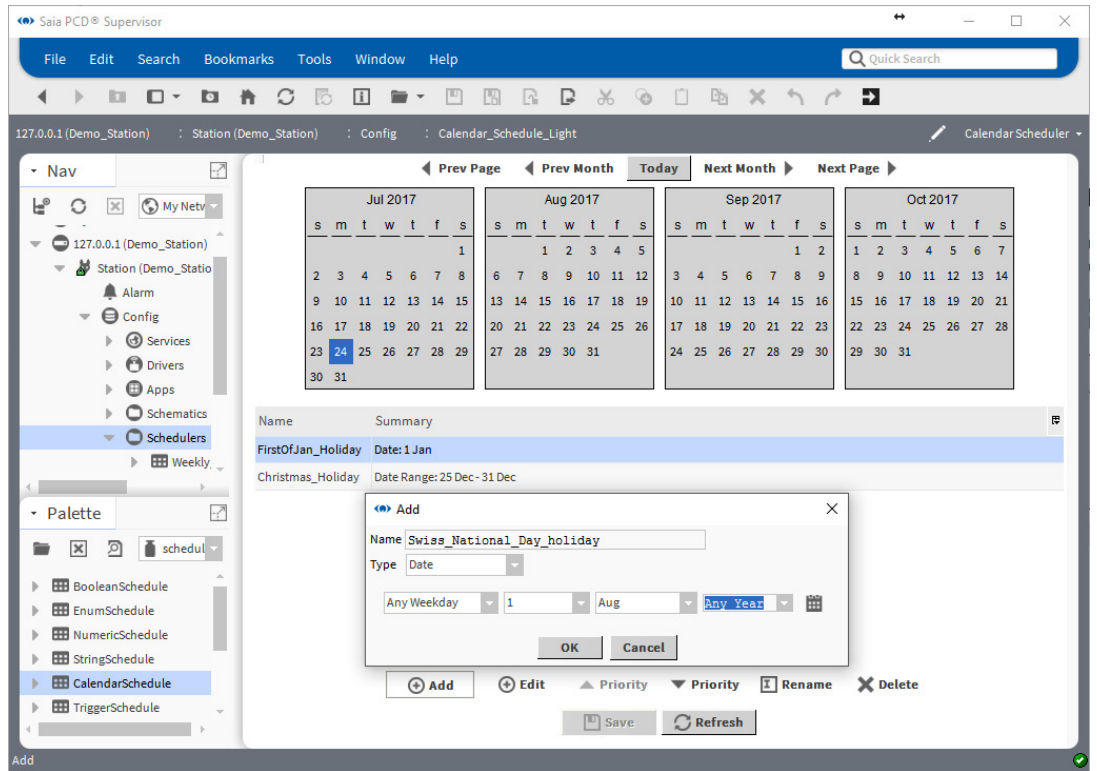 Saia PCD® Supervisor
File Edit Search Bookmarks Tools Window Help
Quick Search
127.0.0.1 (Demo_Station) : Station (Demo_Station) : Config : Calendar_Schedule_Light
Calendar Scheduler
Nav
My Netw
127.0.0.1 (Demo_Station)
Station (Demo_Statio
Alarm
Config
Services
Drivers
Apps
Schematics
Schedulers
Weekly_
Palette
schedul
BooleanSchedule
EnumSchedule
NumericSchedule
StringSchedule
CalendarSchedule
TriggerSchedule
Prev Page Prev Month Today Next Month Next Page
Jul 2017
s m t w t f s
1
2 3 4 5 6 7 8
9 10 11 12 13 14 15
16 17 18 19 20 21 22
23 24 25 26 27 28 29
30 31
Aug 2017
s m t w t f s
1 2 3 4 5
6 7 8 9 10 11 12
13 14 15 16 17 18 19
20 21 22 23 24 25 26
27 28 29 30 31
Sep 2017
s m t w t f s
1 2
3 4 5 6 7 8 9
10 11 12 13 14 15 16
17 18 19 20 21 22 23
24 25 26 27 28 29 30
Oct 2017
s m t w t f s
1 2 3 4 5 6 7
8 9 10 11 12 13 14
15 16 17 18 19 20 21
22 23 24 25 26 27 28
29 30 31
Name Summary
FirstOfJan_Holiday Date: 1 Jan
Christmas_Holiday Date Range: 25 Dec - 31 Dec
Add
Name Swiss_National_Day_holiday
Type Date
Any Weekday 1 Aug Any Year
OK Cancel
Add Edit Priority Priority Rename Delete
Save Refresh
Add